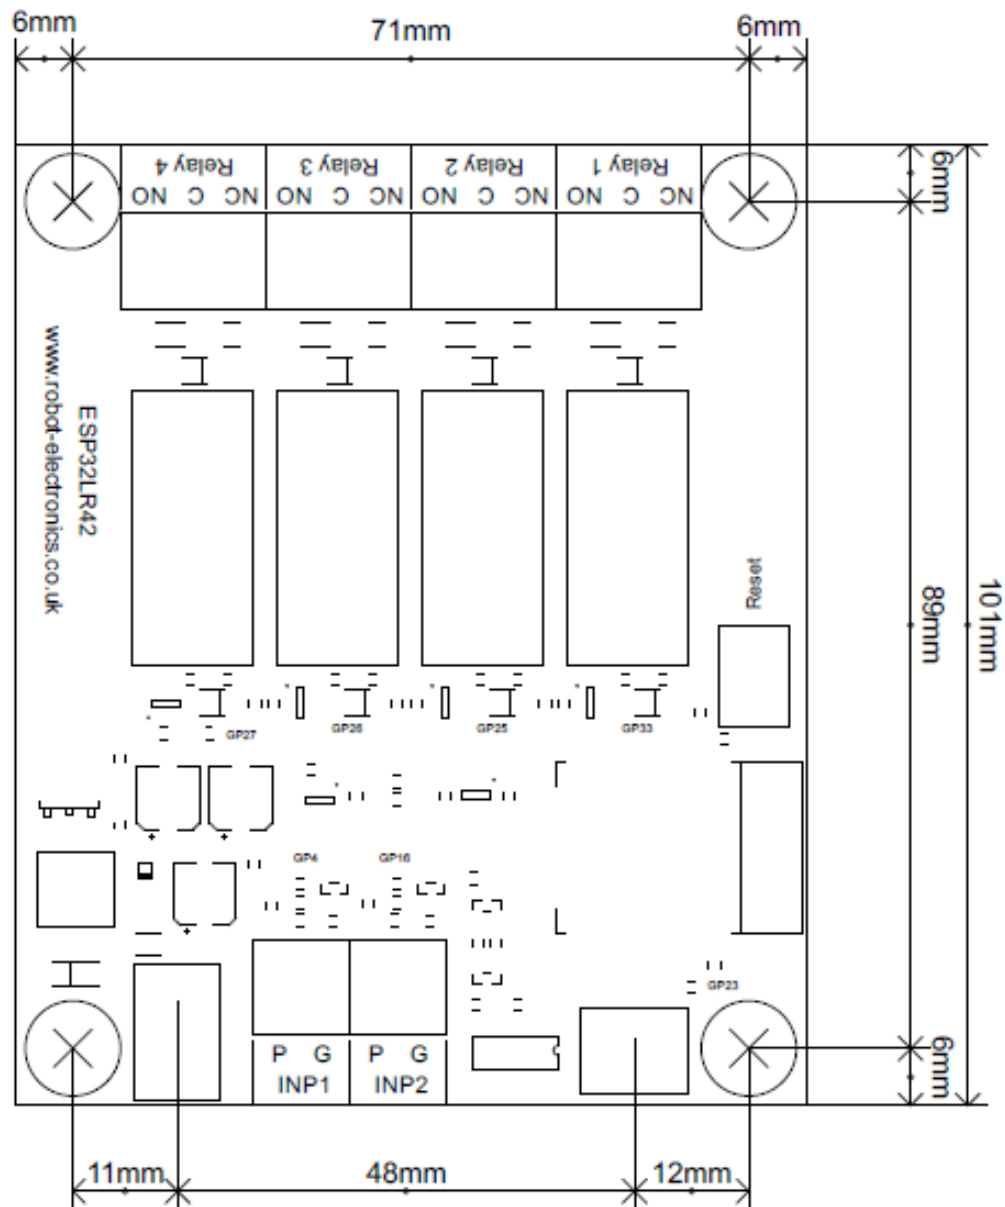 6mm
71mm
6mm
Relay 4
Relay 3
Relay 2
Relay 1
NO C NC
NO C NC
NO C NC
NO C NC
6mm
www.robot-electronics.co.uk
ESP32LR42
Reset
89mm
101mm
GP27
GP26
GP25
GP33
GP4
GP16
GP23
P G
P G
INP1
INP2
6mm
11mm
48mm
12mm